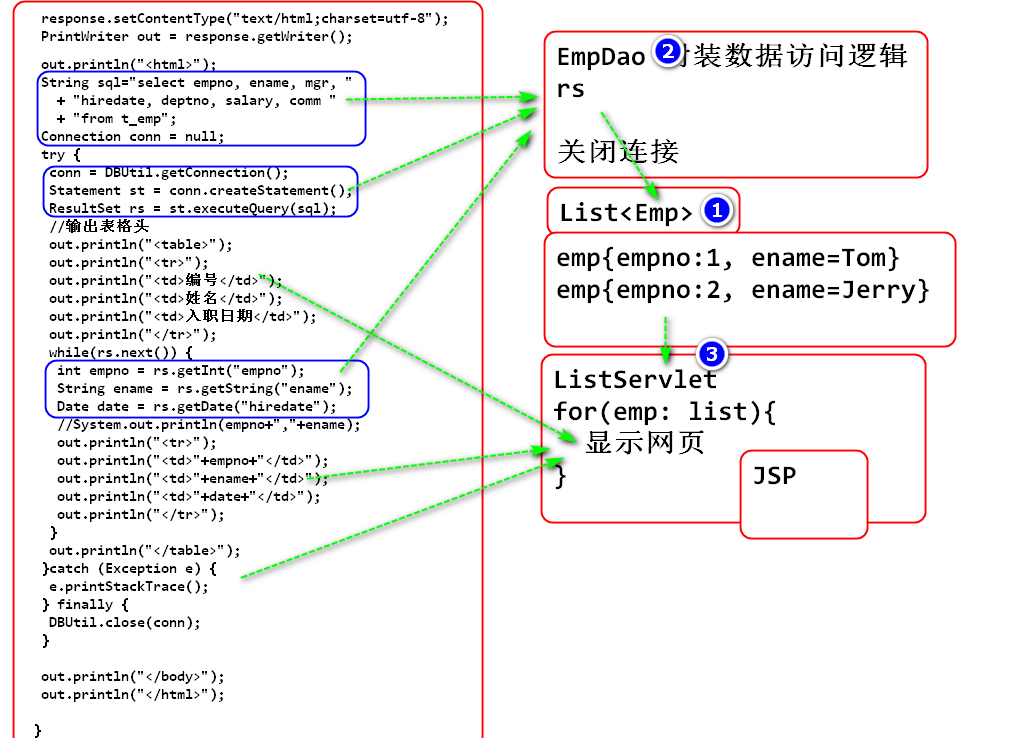 response.setContentType("text/html;charset=utf-8");
PrintWriter out = response.getWriter();
out.println("<html>");
String sql="select empno, ename, mgr, "
+ "hiredate, deptno, salary, comm "
+ "from t_emp";
Connection conn = null;
try {
conn = DBUtil.getConnection();
Statement st = conn.createStatement();
ResultSet rs = st.executeQuery(sql);
//输出表格头
out.println("<table>");
out.println("<tr>");
out.println("<td>编号</td>");
out.println("<td>姓名</td>");
out.println("<td>入职日期</td>");
out.println("</tr>");
while(rs.next()) {
int empno = rs.getInt("empno");
String ename = rs.getString("ename");
Date date = rs.getDate("hiredate");
//System.out.println(empno+","+ename);
out.println("<tr>");
out.println("<td>"+empno+"</td>");
out.println("<td>"+ename+"</td>");
out.println("<td>"+date+"</td>");
out.println("</tr>");
}
out.println("</table>");
}catch (Exception e) {
e.printStackTrace();
} finally {
DBUtil.close(conn);
}
out.println("</body>");
out.println("</html>");
}
EmpDao 2 装数据访问逻辑
rs
关闭连接
List<Emp> 1
emp{empno:1, ename=Tom}
emp{empno:2, ename=Jerry}
3
ListServlet
for(emp: list){
显示网页
}
JSP